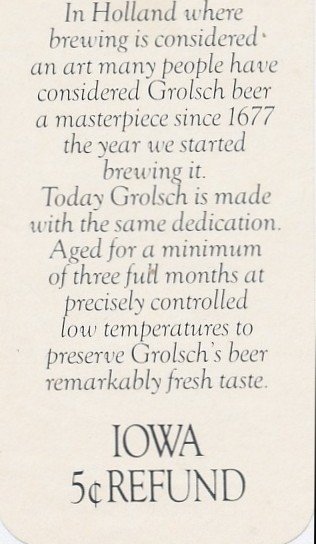 In Holland where
brewing is considered
an art many people have
considered Grolsch beer
a masterpiece since 1677
the year we started
brewing it.
Today Grolsch is made
with the same dedication.
Aged for a minimum
of three full months at
precisely controlled
low temperatures to
preserve Grolsch's beer
remarkably fresh taste.
IOWA
5¢ REFUND